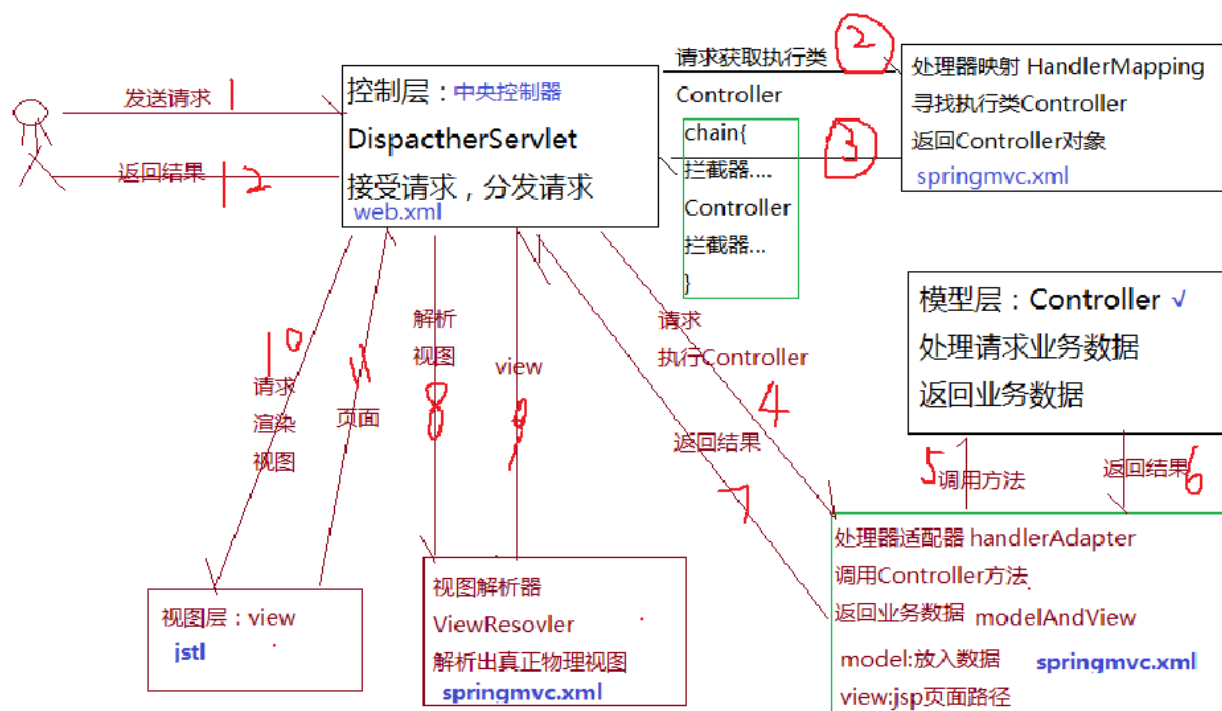 发送请求
1
返回结果
12
控制层：中央控制器
DispactherServlet
接受请求，分发请求
web.xml
请求获取执行类
2
Controller
chain{
拦截器....
Controller
拦截器...
}
3
处理器映射 HandlerMapping
寻找执行类Controller
返回Controller对象
springmvc.xml
模型层：Controller √
处理请求业务数据
返回业务数据
请求
执行Controller
4
返回结果
7
5
调用方法
返回结果
6
解析
视图
8
view
9
10
请求
渲染
视图
11
页面
视图层：view
jstl
视图解析器
ViewResovler
解析出真正物理视图
springmvc.xml
处理器适配器 handlerAdapter
调用Controller方法
返回业务数据 modelAndView
model:放入数据 springmvc.xml
view:jsp页面路径